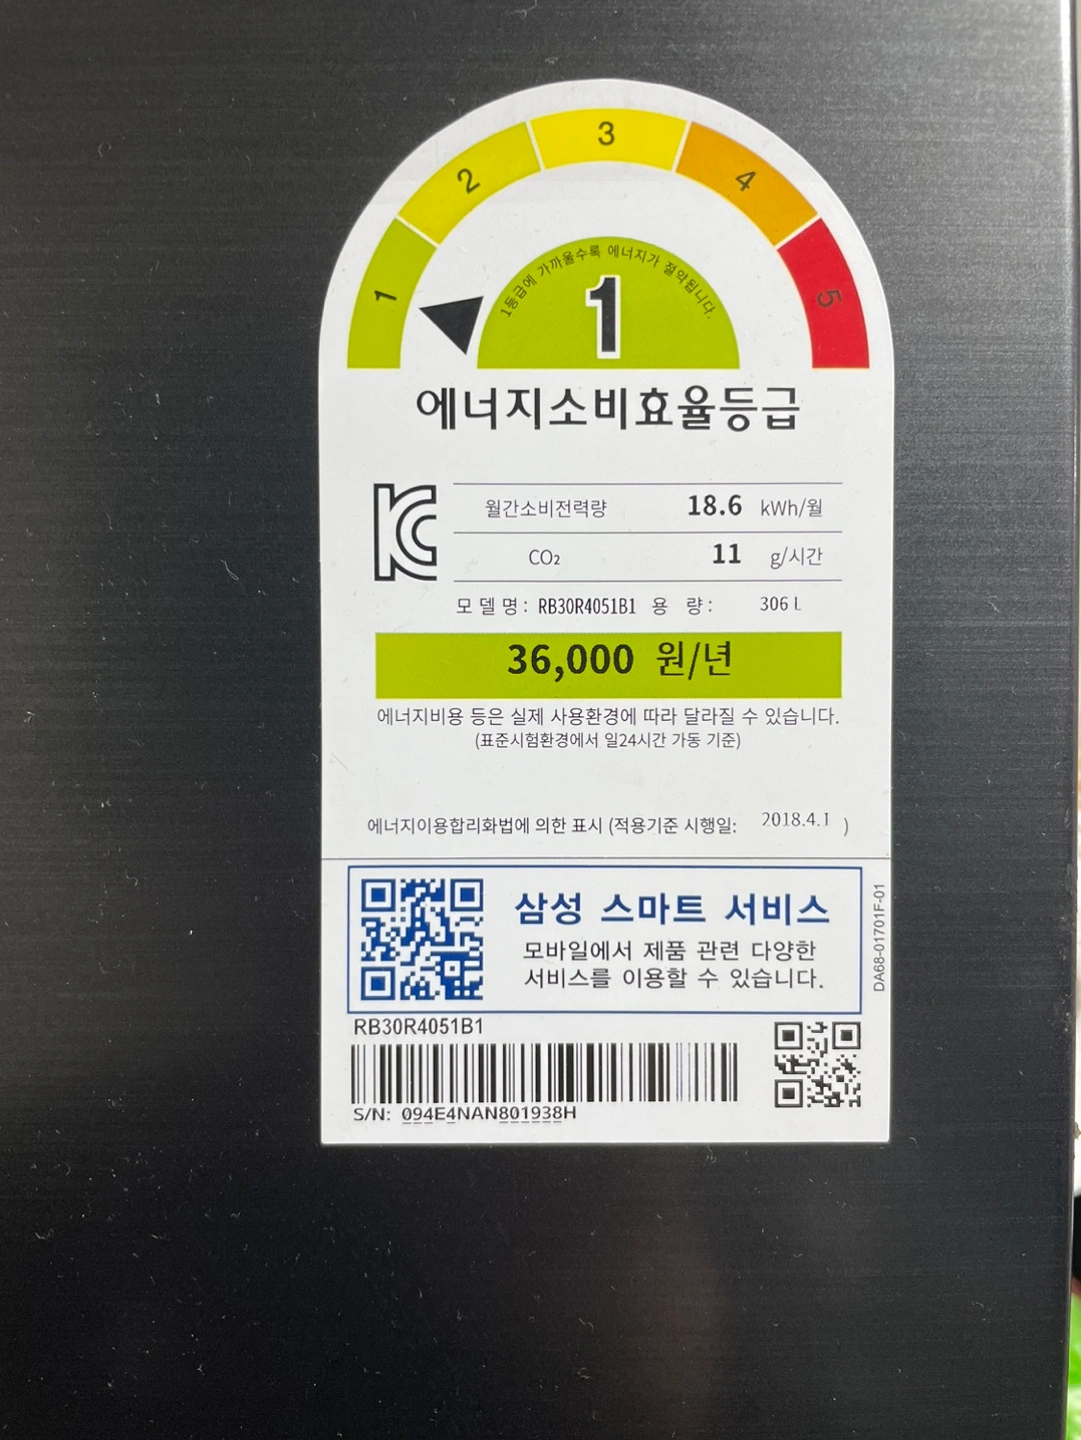 1
2
3
4
5
1등급에 가까울수록 에너지가 절약됩니다.
1
에너지소비효율등급
월간소비전력량 18.6 kWh/월
CO₂ 11 g/시간
모델명: RB30R4051B1 용 량: 306 L
36,000 원/년
에너지비용 등은 실제 사용환경에 따라 달라질 수 있습니다.
(표준시험환경에서 일24시간 가동 기준)
에너지이용합리화법에 의한 표시 (적용기준 시행일: 2018.4.1 )
삼성 스마트 서비스
모바일에서 제품 관련 다양한
서비스를 이용할 수 있습니다.
DA68-01701F-01
RB30R4051B1
S/N: 094E4NAN801938H